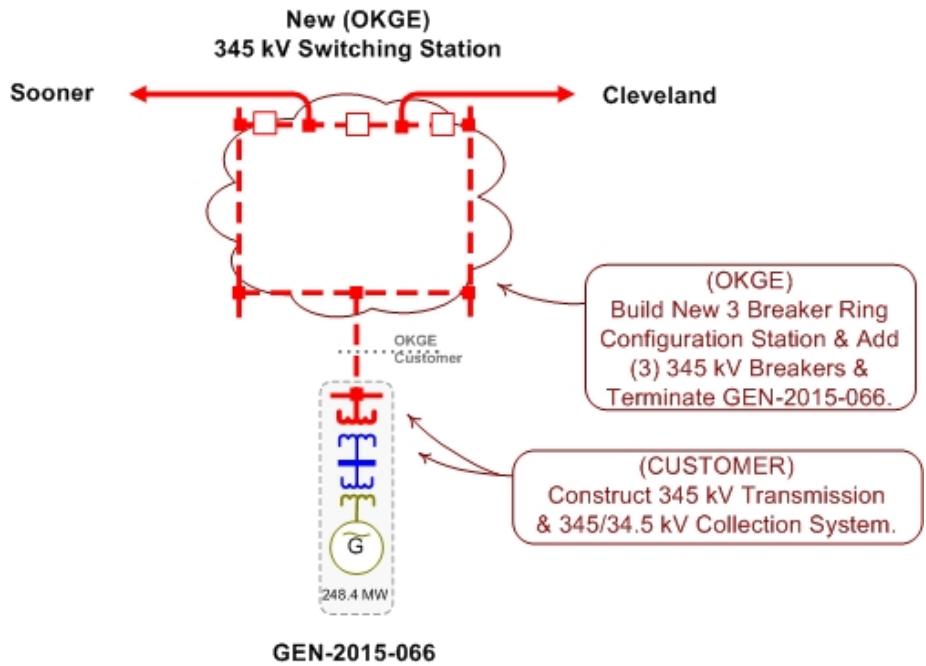 New (OKGE)
345 kV Switching Station
Sooner
Cleveland
(OKGE)
Build New 3 Breaker Ring
Configuration Station & Add
(3) 345 kV Breakers &
Terminate GEN-2015-066.
OKGE
Customer
(CUSTOMER)
Construct 345 kV Transmission
& 345/34.5 kV Collection System.
G
248.4 MW
GEN-2015-066